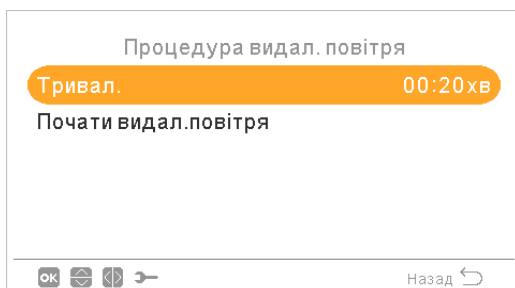 Процедура видал. повітря
Тривал. 00:20хв
Почати видал.повітря
OK Назад